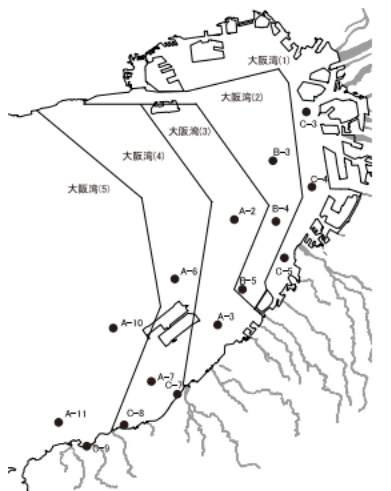 大阪湾(1)
大阪湾(2)
C-3
大阪湾(3)
大阪湾(4)
B-3
大阪湾(5)
C-4
A-2
B-4
C-5
A-6
B-5
A-10
A-3
A-7
C-7
A-11
C-8
C-9